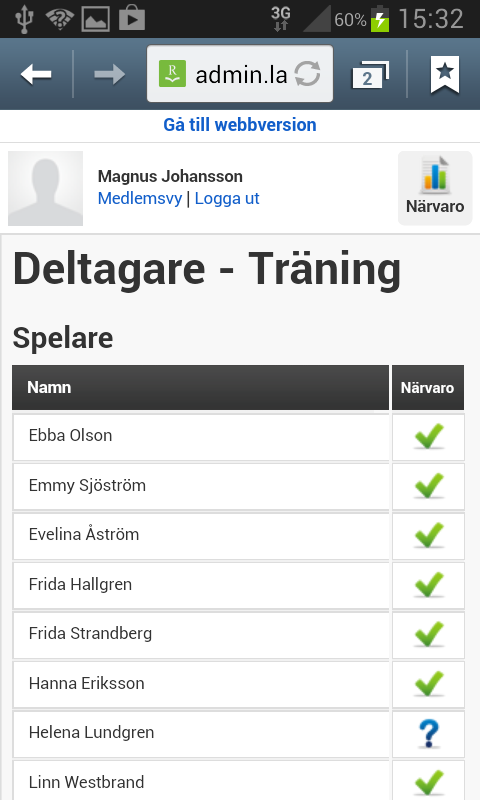 3G 60% 15:32
R admin.la 2
Gå till webbversion
Magnus Johansson
Medlemsvy | Logga ut
Närvaro
Deltagare - Träning
Spelare
Namn Närvaro
Ebba Olson
Emmy Sjöström
Evelina Åström
Frida Hallgren
Frida Strandberg
Hanna Eriksson
Helena Lundgren ?
Linn Westbrand